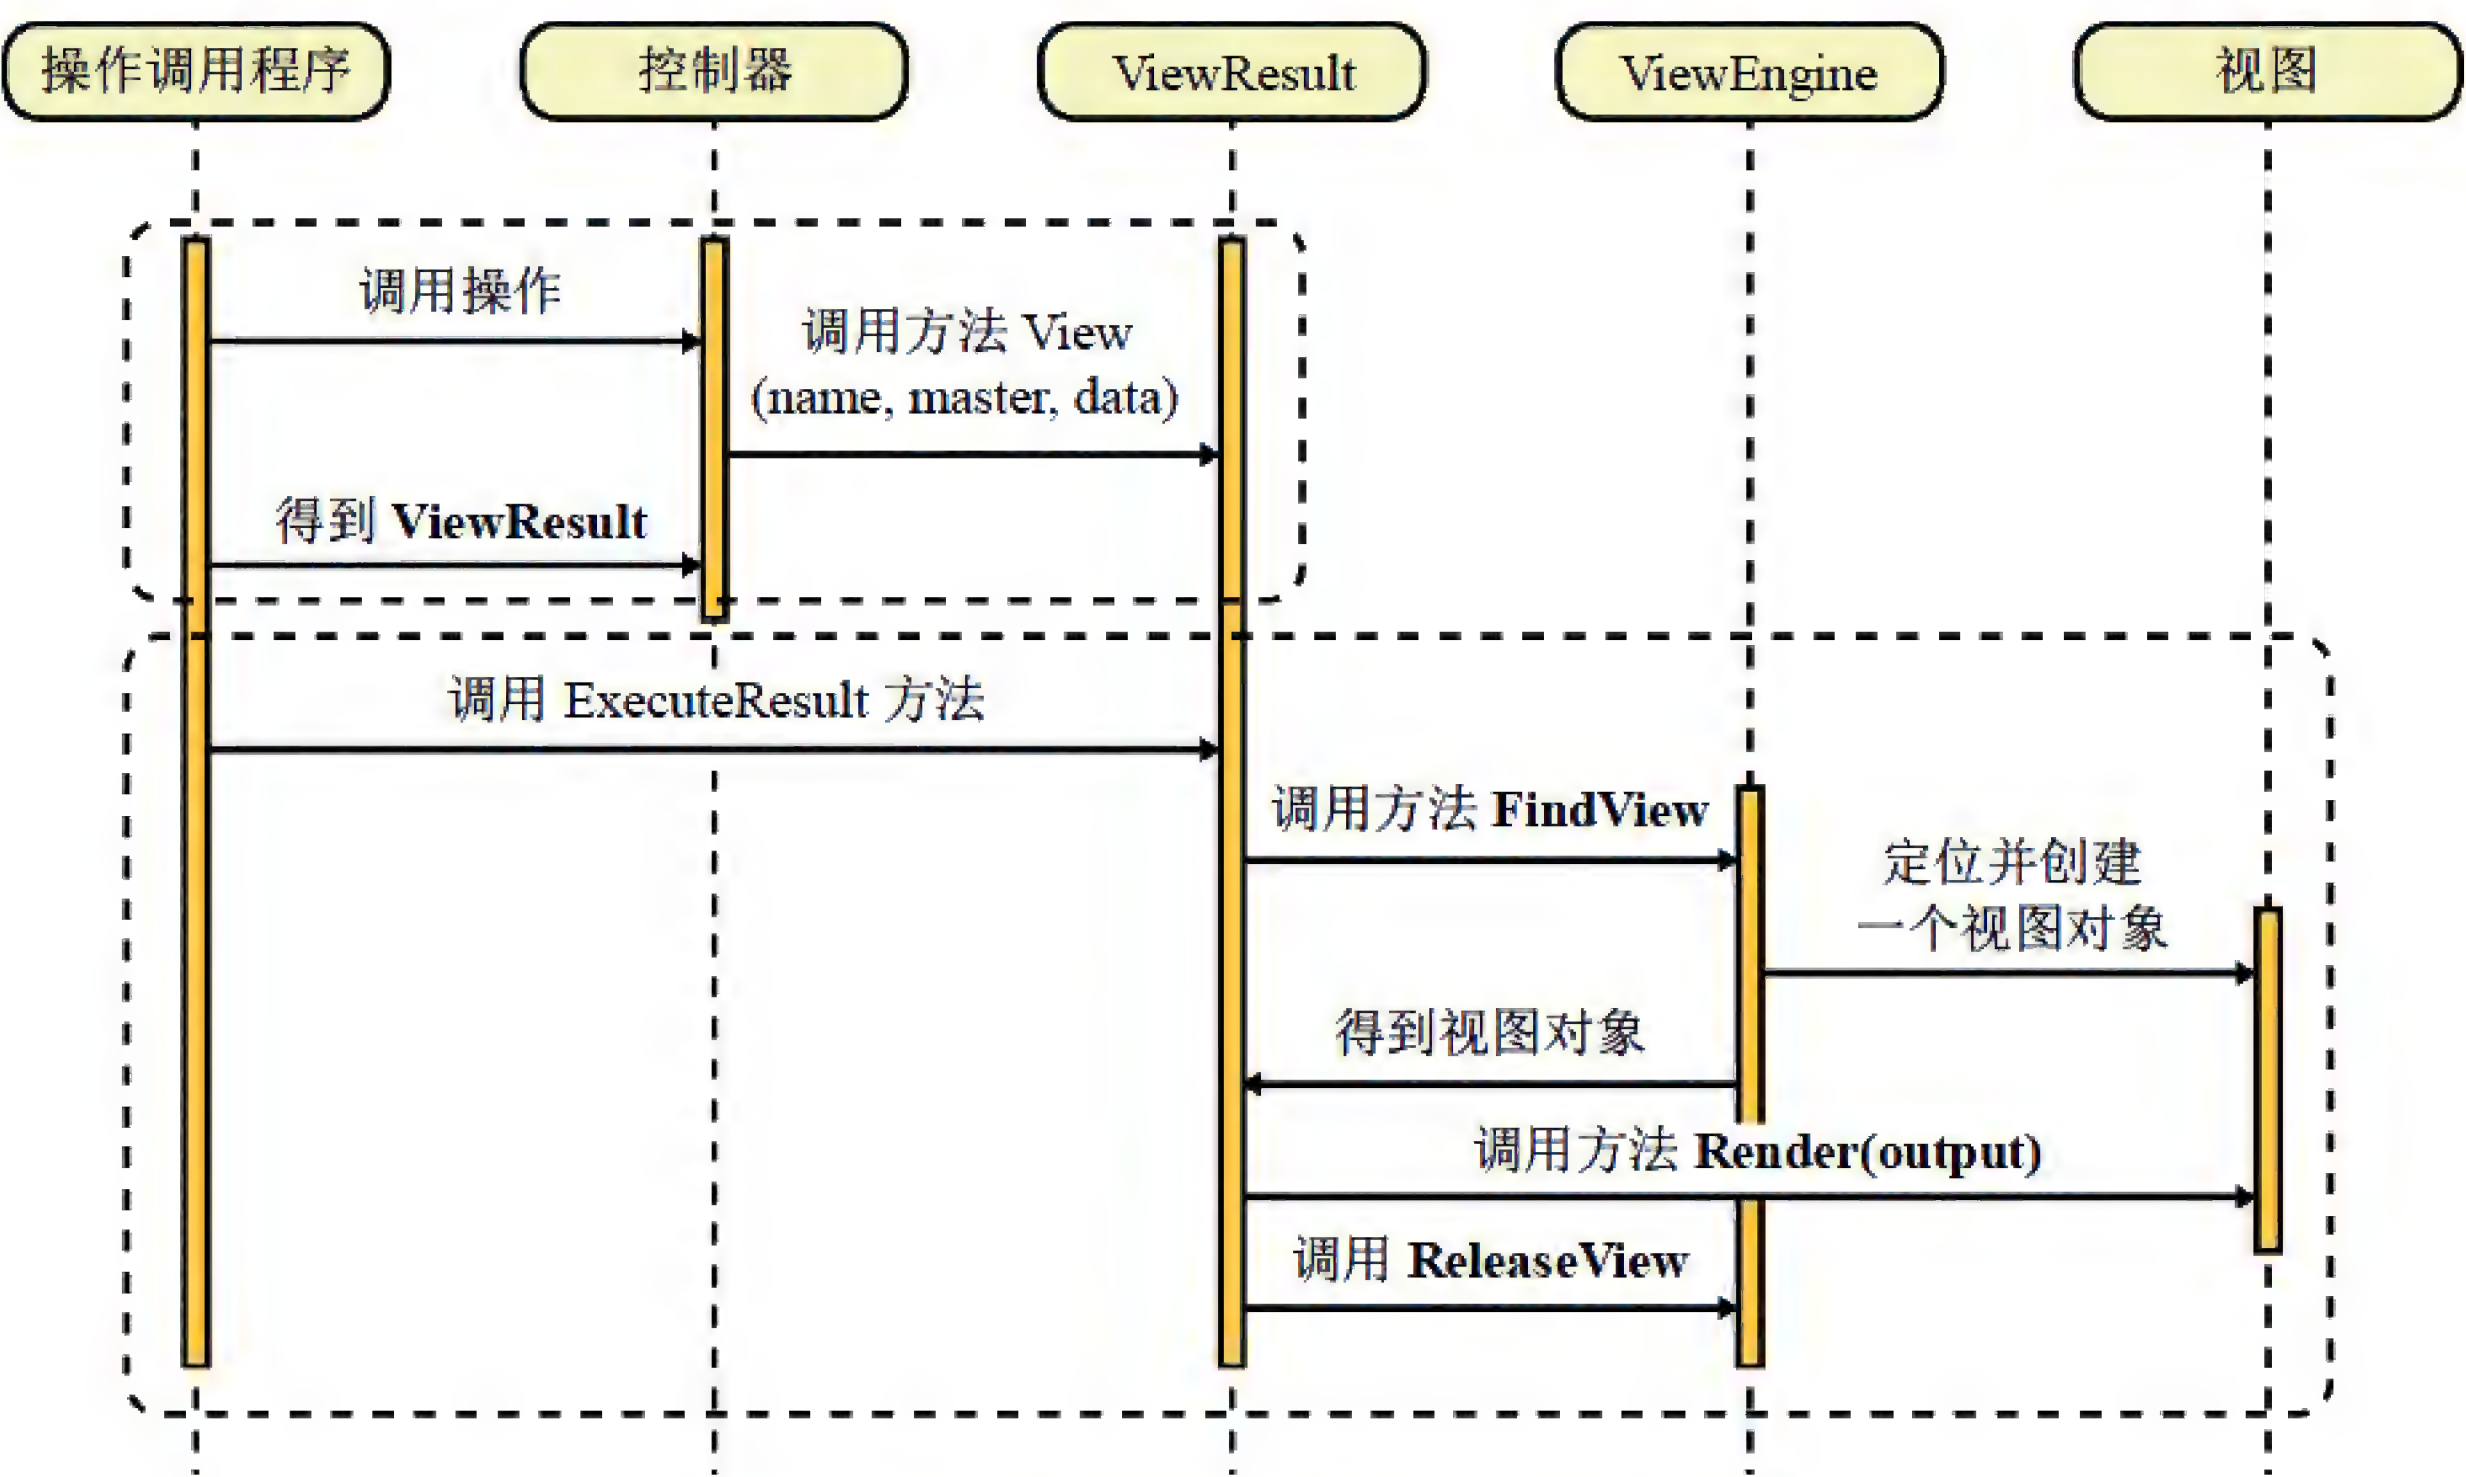 操作调用程序
控制器
ViewResult
ViewEngine
视图
调用操作
调用方法 View
(name, master, data)
得到 ViewResult
调用 ExecuteResult 方法
调用方法 FindView
定位并创建
一个视图对象
得到视图对象
调用方法 Render(output)
调用 ReleaseView